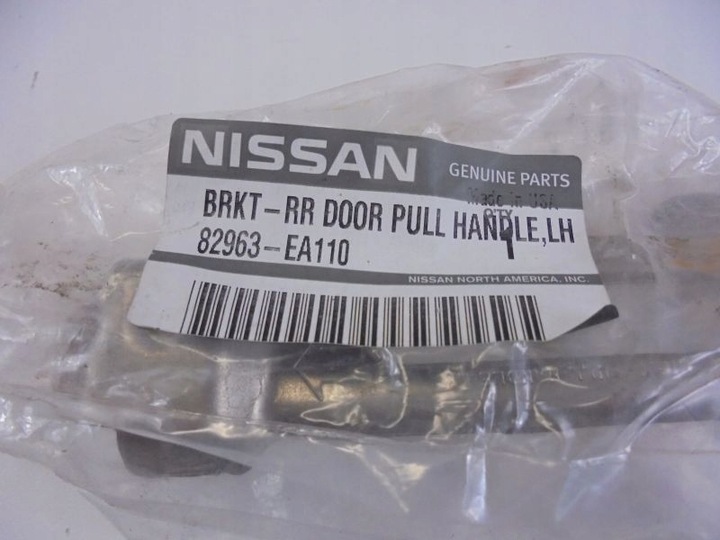 NISSAN
GENUINE PARTS
Made in USA
BRKT-RR DOOR PULL HANDLE,LH
QTY
1
82963-EA110
NISSAN NORTH AMERICA, INC.